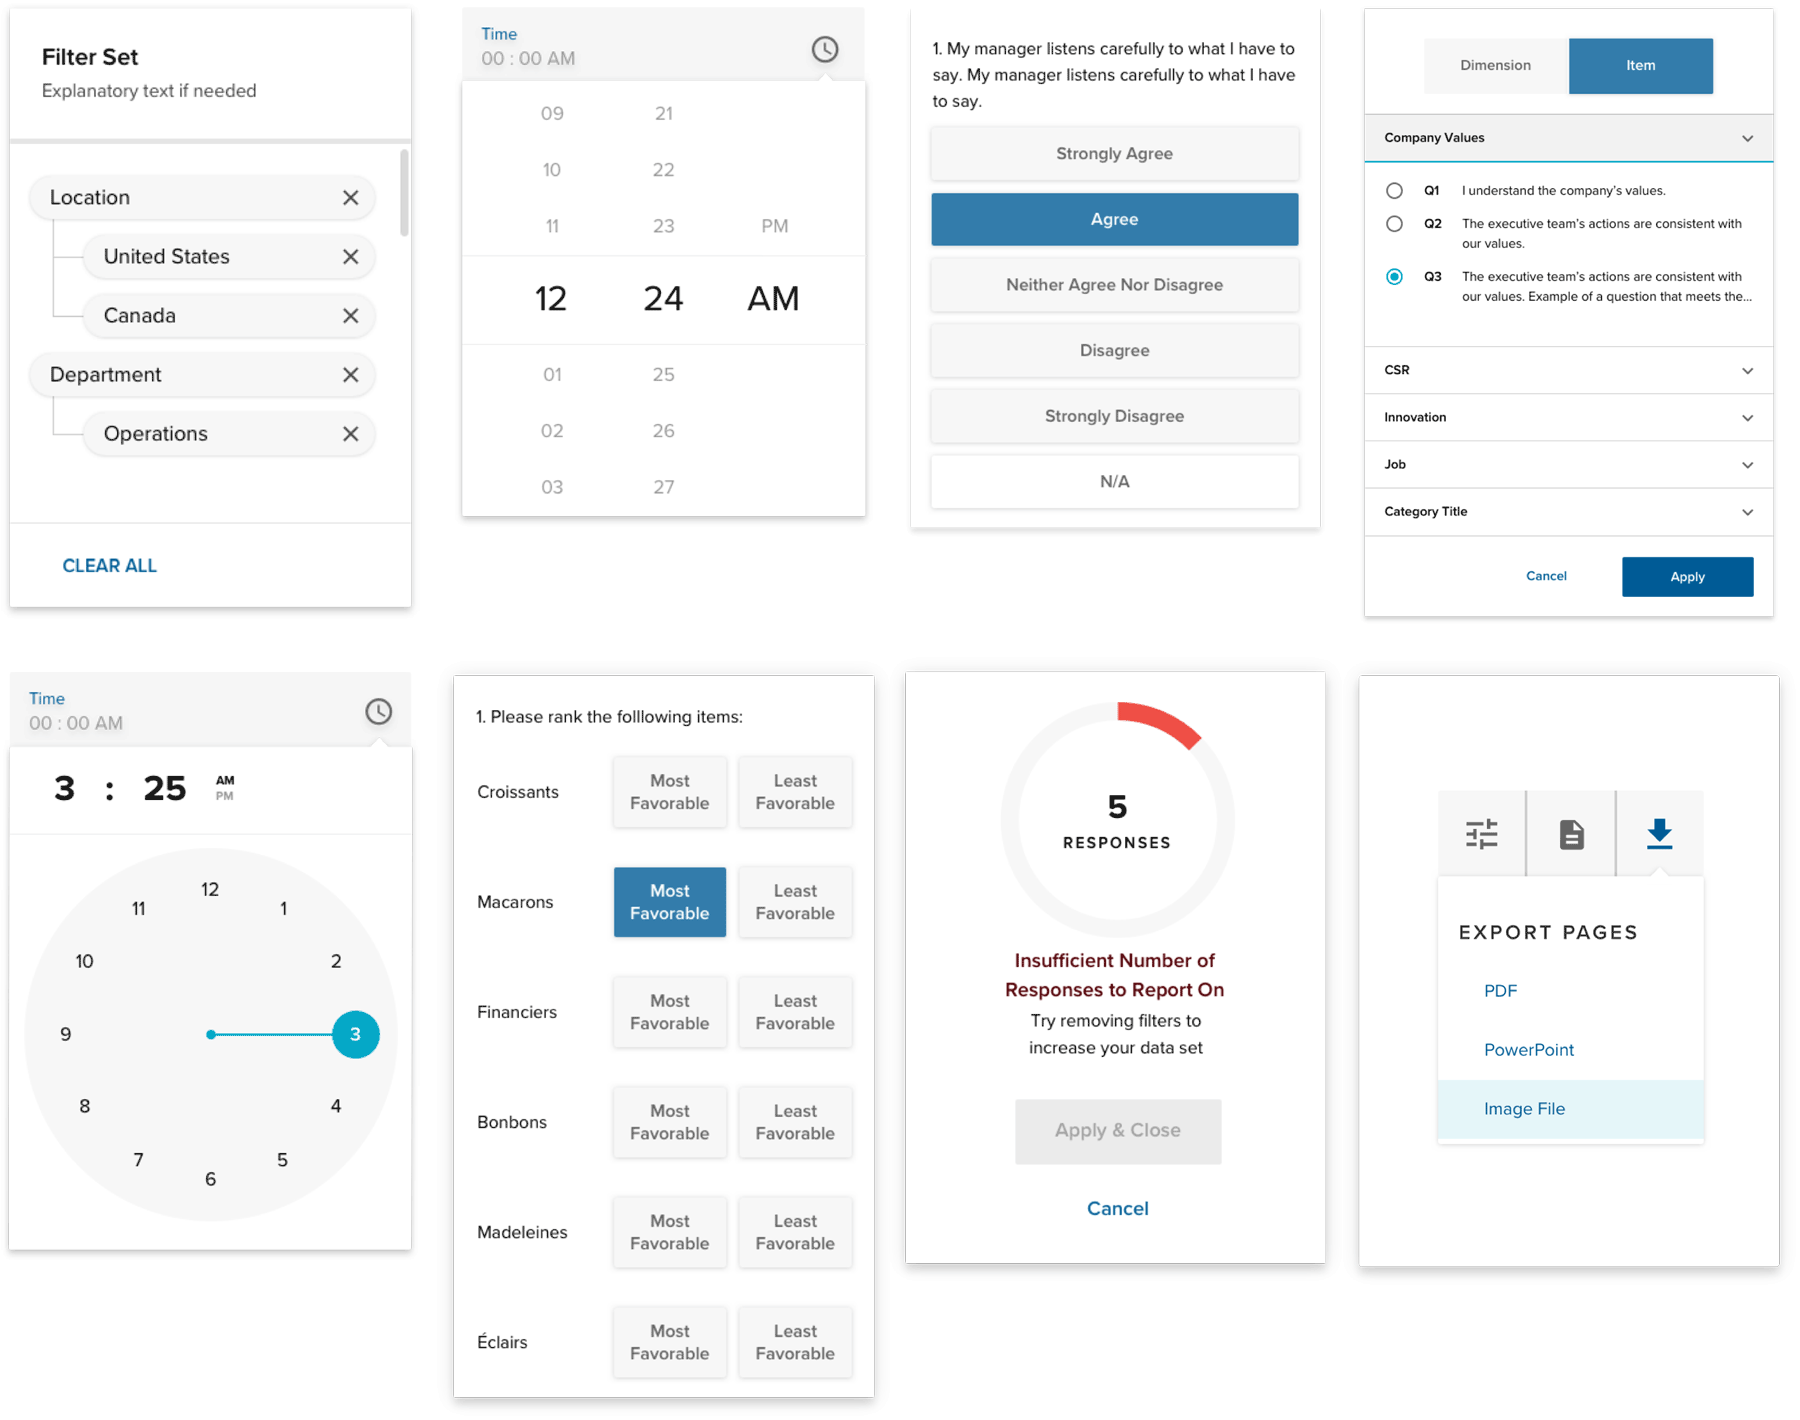 Filter Set
Explanatory text if needed
Location
United States
Canada
Department
Operations
CLEAR ALL
Time
00 : 00 AM
09 21
10 22
11 23 PM
12 24 AM
01 25
02 26
03 27
1. My manager listens carefully to what I have to
say. My manager listens carefully to what I have
to say.
Strongly Agree
Agree
Neither Agree Nor Disagree
Disagree
Strongly Disagree
N/A
Dimension Item
Company Values
Q1 I understand the company’s values.
Q2 The executive team’s actions are consistent with
our values.
Q3 The executive team’s actions are consistent with
our values. Example of a question that meets the...
CSR
Innovation
Job
Category Title
Cancel Apply
Time
00 : 00 AM
3 : 25 AM
PM
12
11 1
10 2
9 3
8 4
7 5
6
1. Please rank the folllowing items:
Croissants
Most
Favorable
Least
Favorable
Macarons
Most
Favorable
Least
Favorable
Financiers
Most
Favorable
Least
Favorable
Bonbons
Most
Favorable
Least
Favorable
Madeleines
Most
Favorable
Least
Favorable
Éclairs
Most
Favorable
Least
Favorable
5
RESPONSES
Insufficient Number of
Responses to Report On
Try removing filters to
increase your data set
Apply & Close
Cancel
EXPORT PAGES
PDF
PowerPoint
Image File